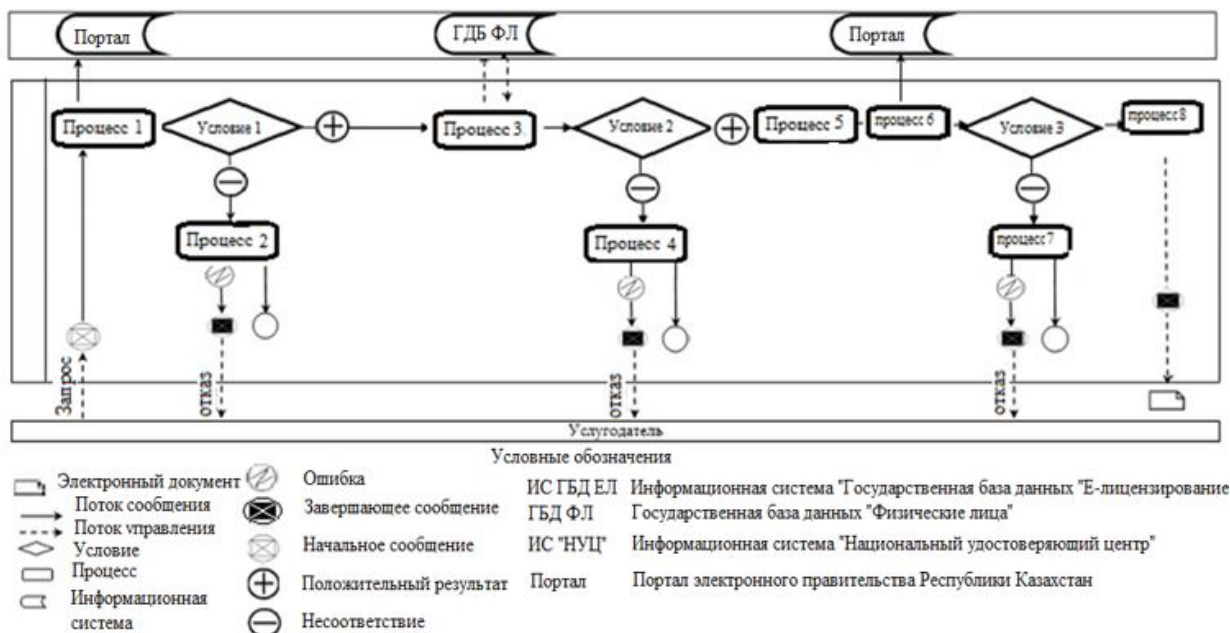 Портал
ГДБ ФЛ
Портал
Процесс 1
Условие 1
Процесс 3.
Условие 2
Процесс 5
процесс 6
Условие 3
процесс 8
Процесс 2
Процесс 4
процесс 7
Запрос
отказ
отказ
отказ
Услугодатель
Условные обозначения
Электронный документ
Поток сообщения
Поток управления
Условие
Процесс
Информационная
система
Ошибка
Завершающее сообщение
Начальное сообщение
Положительный результат
Несоответствие
ИС ГБД ЕЛ Информационная система "Государственная база данных "Е-лицензирование
ГБД ФЛ Государственная база данных "Физические лица"
ИС "НУЦ" Информационная система "Национальный удостоверяющий центр"
Портал Портал электронного правительства Республики Казахстан